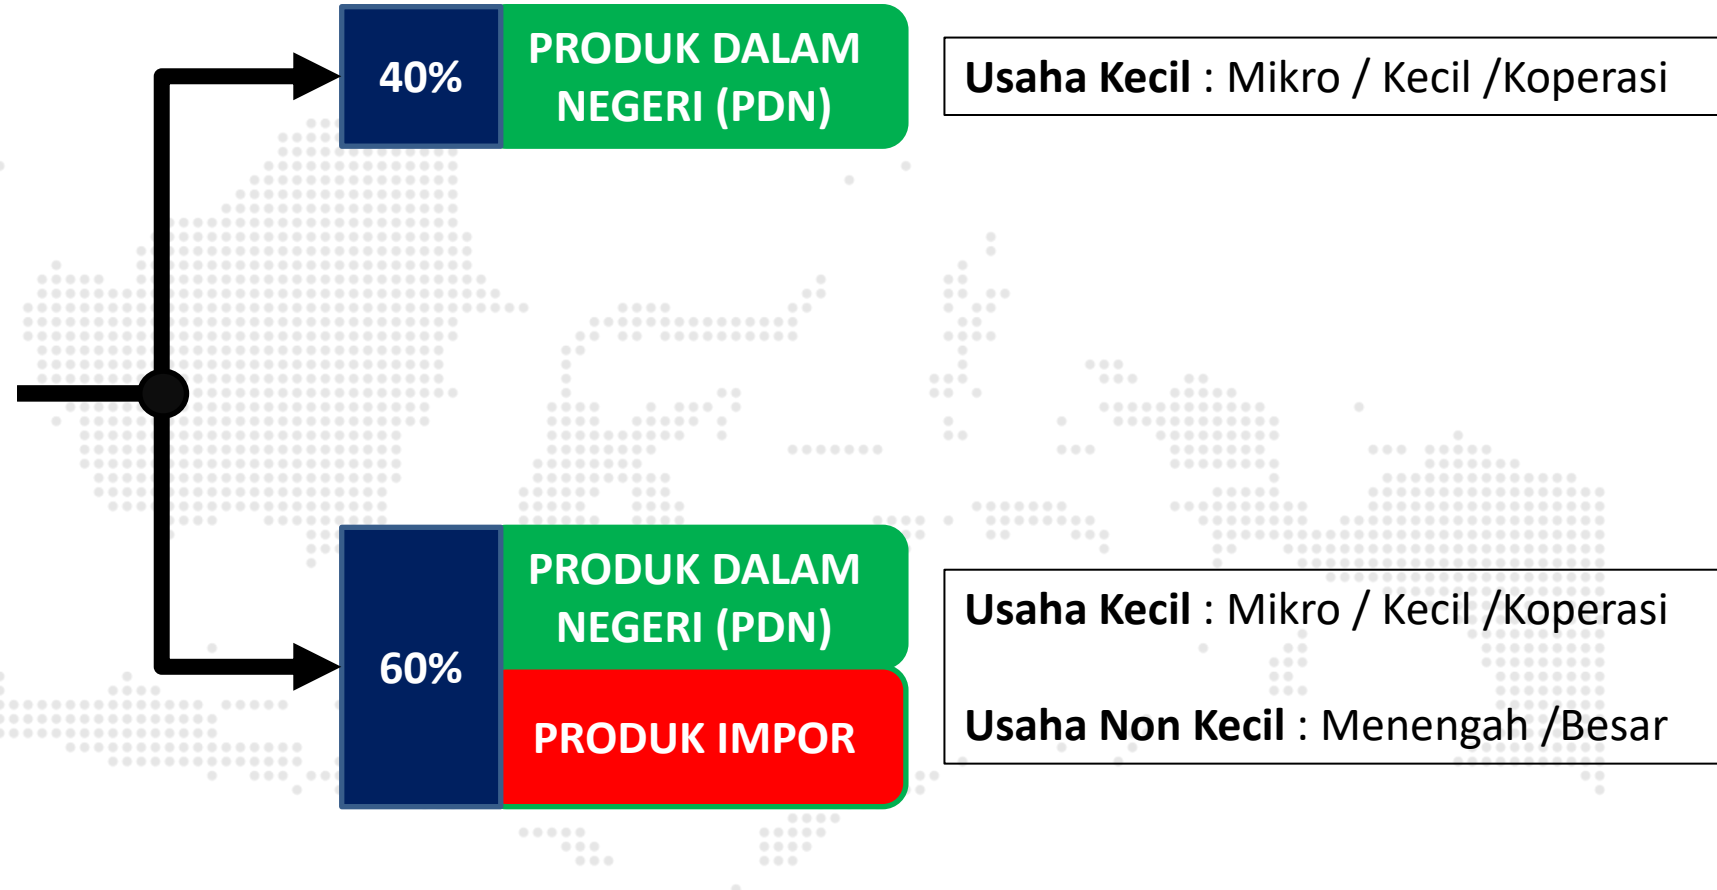 40%
PRODUK DALAM
NEGERI (PDN)
Usaha Kecil : Mikro / Kecil /Koperasi
60%
PRODUK DALAM
NEGERI (PDN)
PRODUK IMPOR
Usaha Kecil : Mikro / Kecil /Koperasi
Usaha Non Kecil : Menengah /Besar